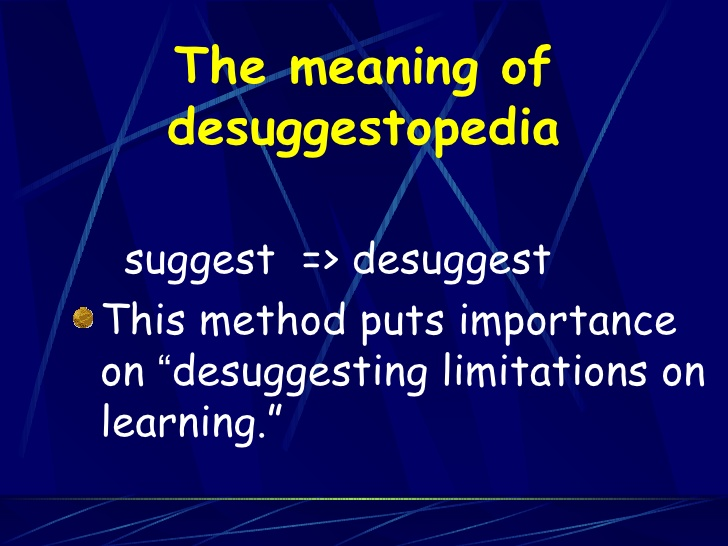 The meaning of
desuggestopedia
suggest => desuggest
This method puts importance
on “desuggesting limitations on
learning.”